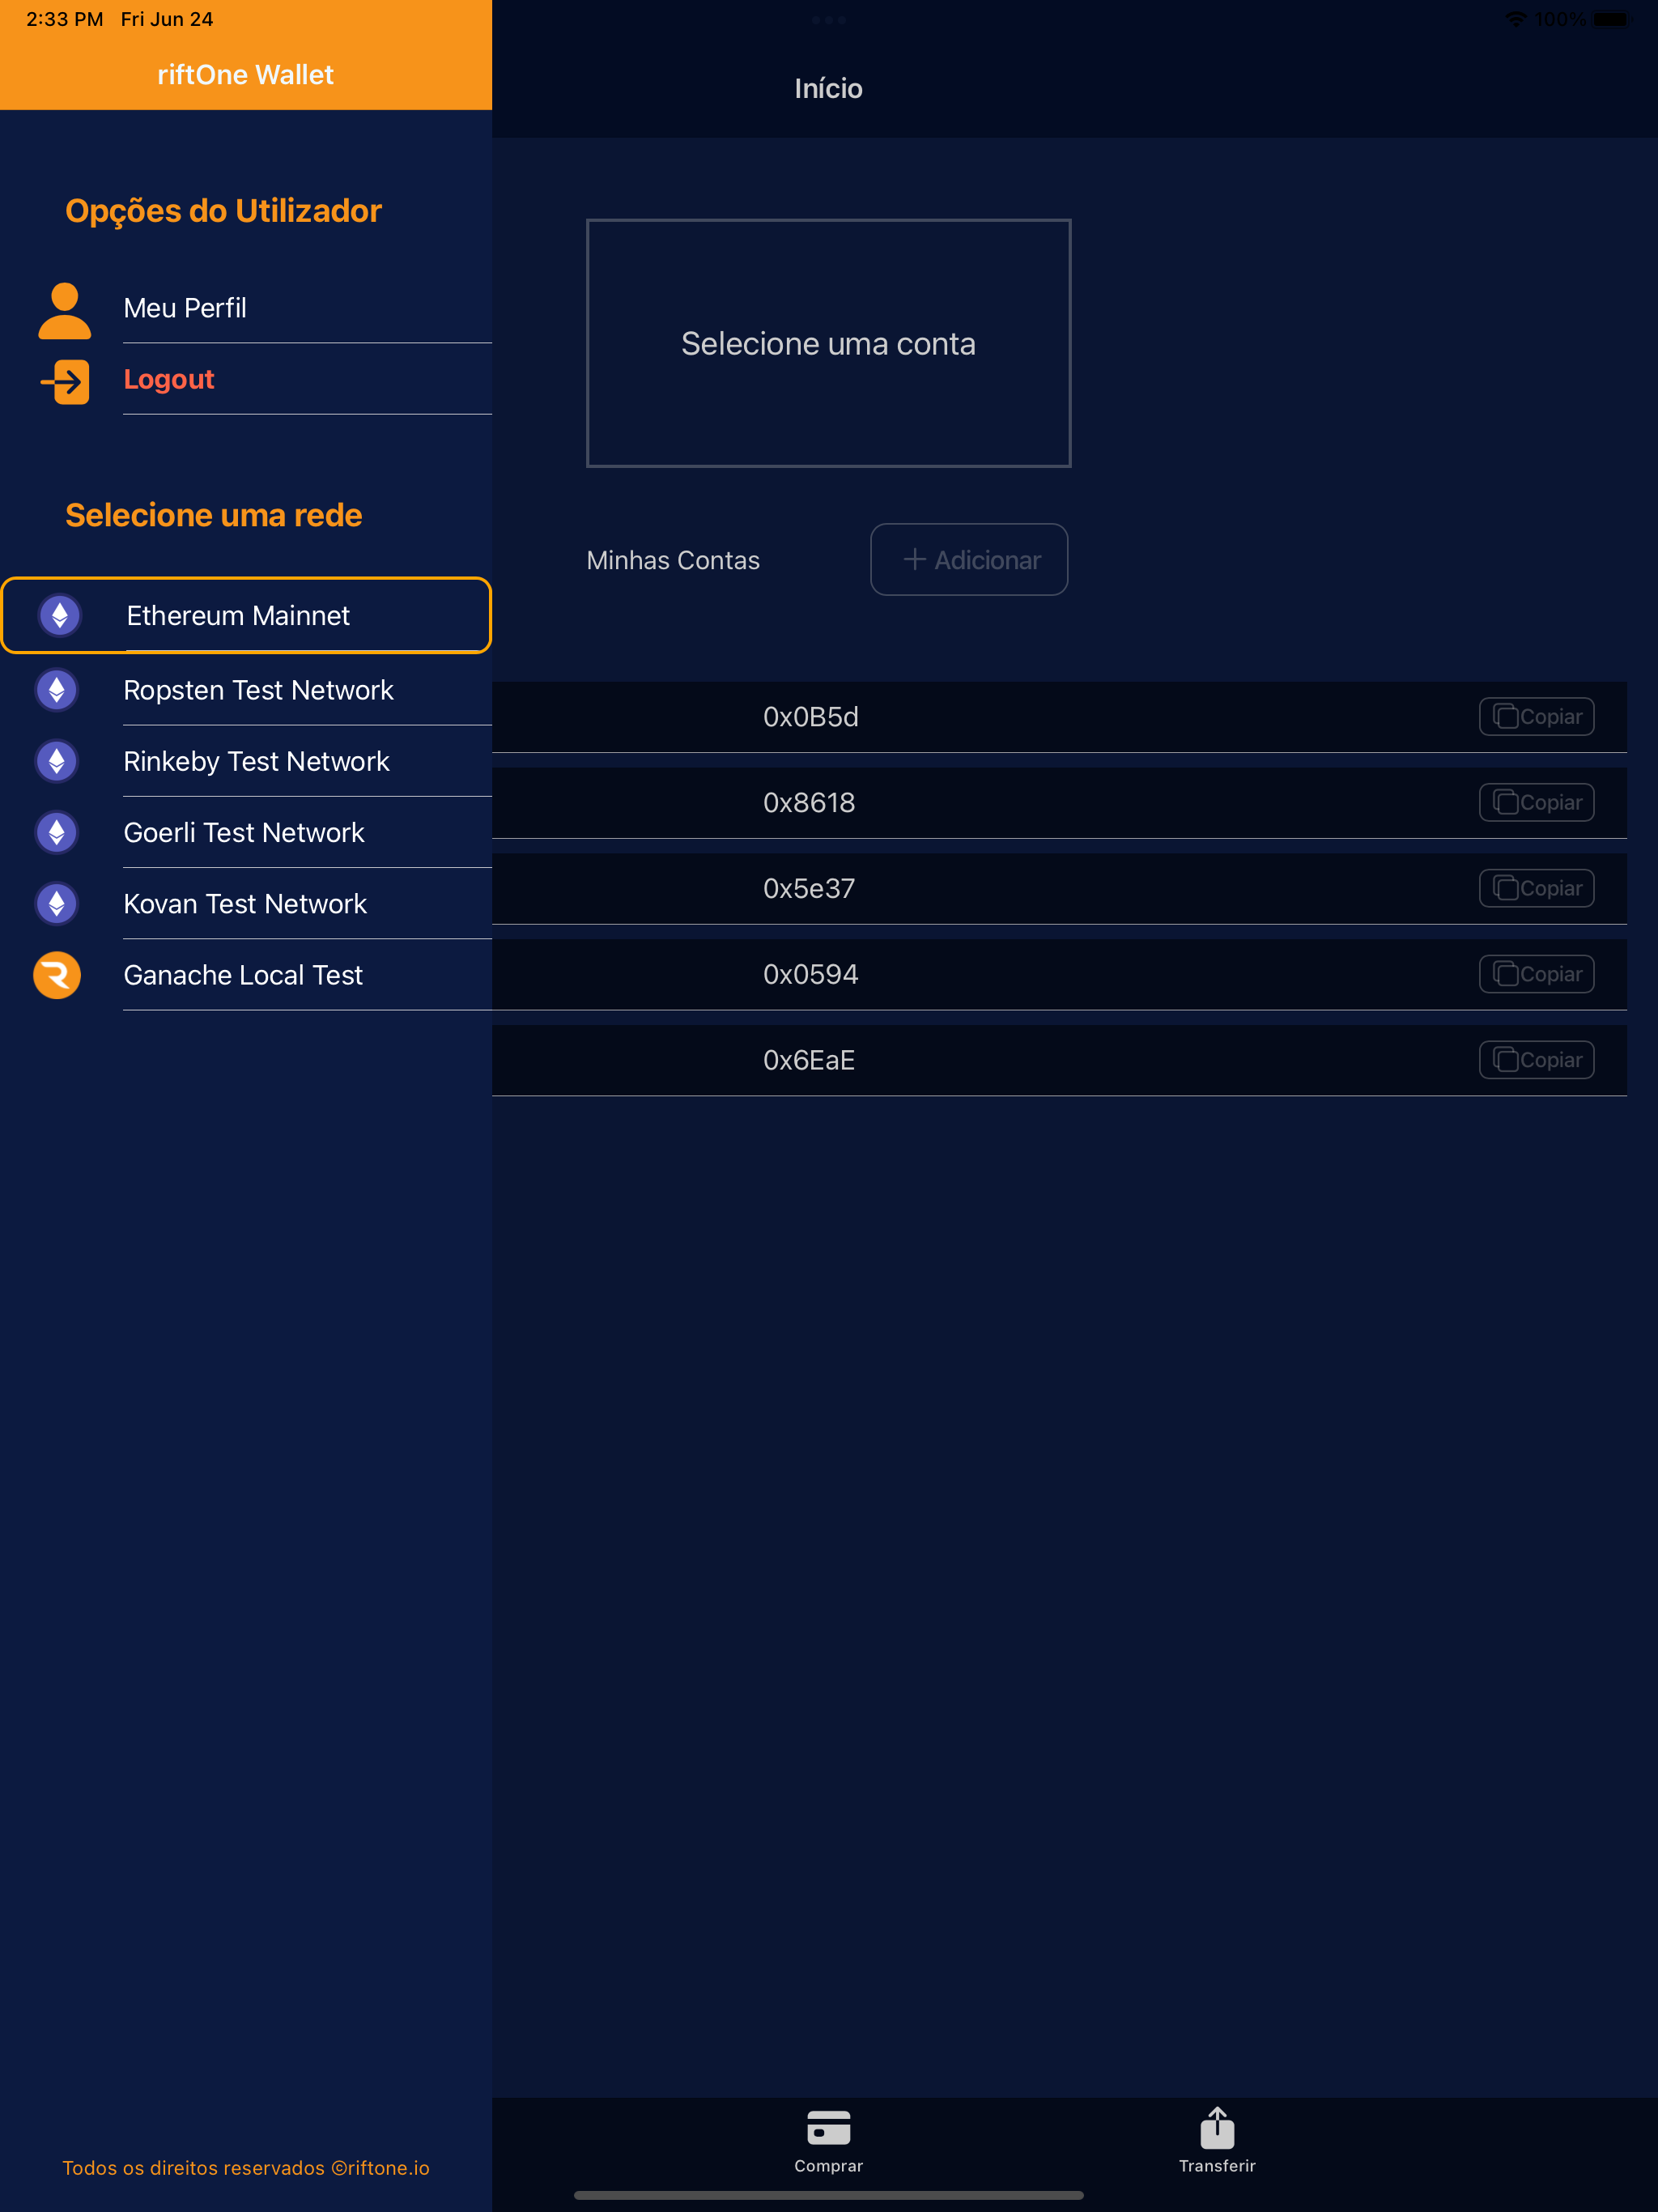 2:33 PM Fri Jun 24
100%
riftOne Wallet
Início
Opções do Utilizador
Meu Perfil
Logout
Selecione uma rede
Ethereum Mainnet
Ropsten Test Network
Rinkeby Test Network
Goerli Test Network
Kovan Test Network
Ganache Local Test
Todos os direitos reservados ©riftone.io
Selecione uma conta
Minhas Contas
+ Adicionar
0x0B5d Copiar
0x8618 Copiar
0x5e37 Copiar
0x0594 Copiar
0x6EaE Copiar
Comprar
Transferir